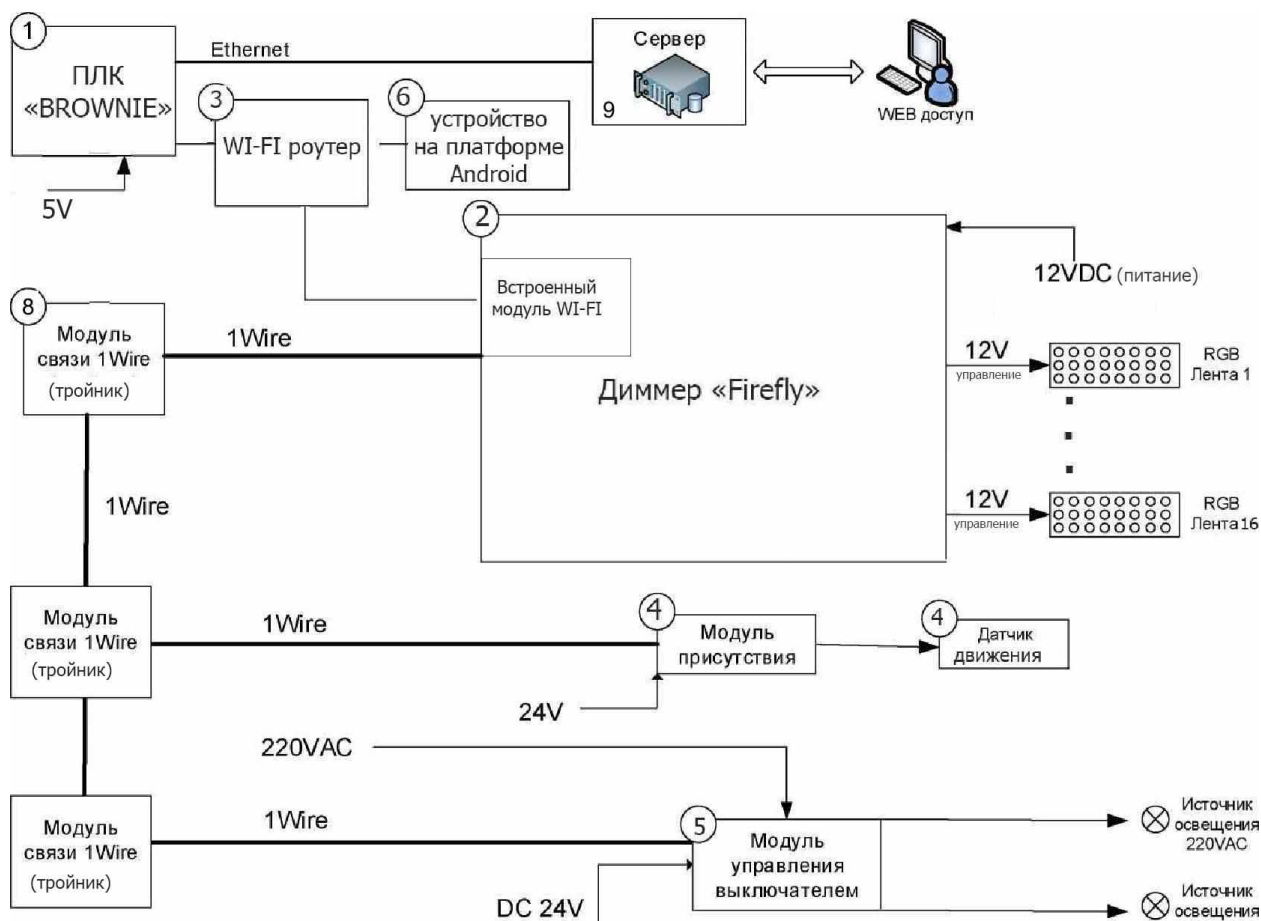 1
ПЛК
«BROWNIE»
Ethernet
Сервер
9
WEB доступ
3
WI-FI роутер
6
устройство
на платформе
Android
5V
2
Встроенный
модуль WI-FI
Диммер «Firefly»
12VDC (питание)
8
Модуль
связи 1Wire
(тройник)
1Wire
12V
управление
RGB
Лента 1
12V
управление
RGB
Лента 16
1Wire
Модуль
связи 1Wire
(тройник)
1Wire
4
Модуль
присутствия
4
Датчик
движения
24V
220VAC
Модуль
связи 1Wire
(тройник)
1Wire
5
Модуль
управления
выключателем
DC 24V
Источник
освещения
220VAC
Источник
освещения